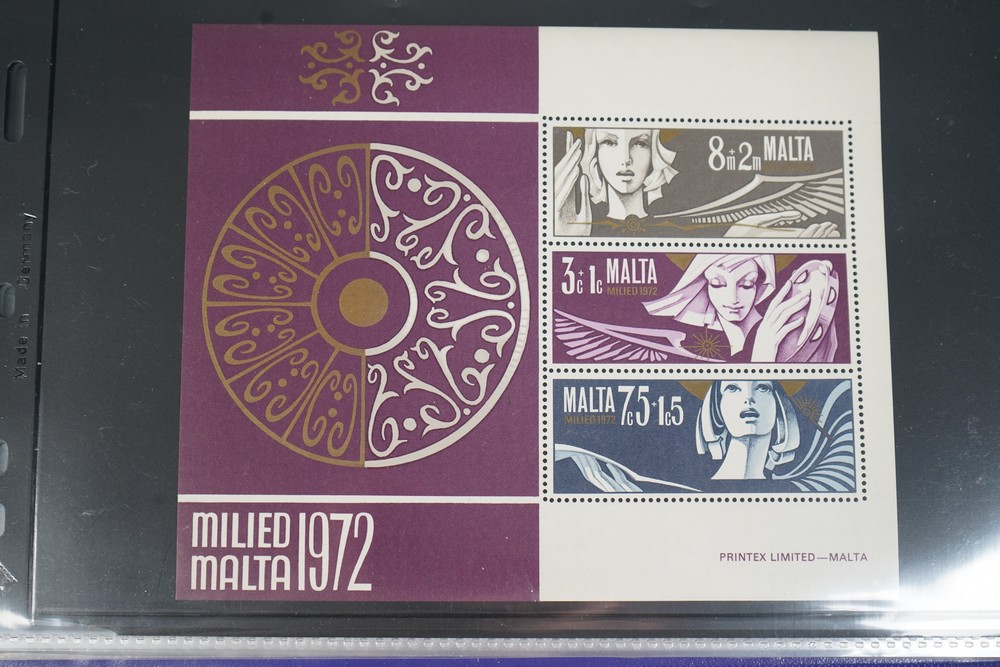 8m+2m MALTA
3c+1c MALTA
MILIED 1972
MALTA 7c5+1c5
MILIED 1972
MILIED
MALTA 1972
PRINTEX LIMITED—MALTA
Made in Germany